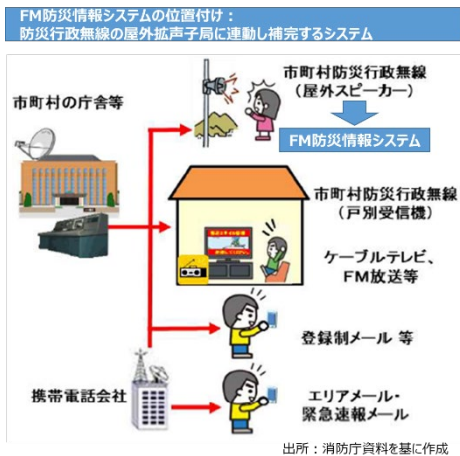 FM防災情報システムの位置付け：
防災行政無線の屋外拡声子局に連動し補完するシステム
市町村防災行政無線
（屋外スピーカー）
FM防災情報システム
市町村の庁舎等
市町村防災行政無線
（戸別受信機）
ケーブルテレビ、
FM放送等
登録制メール 等
携帯電話会社
エリアメール・
緊急速報メール
出所：消防庁資料を基に作成